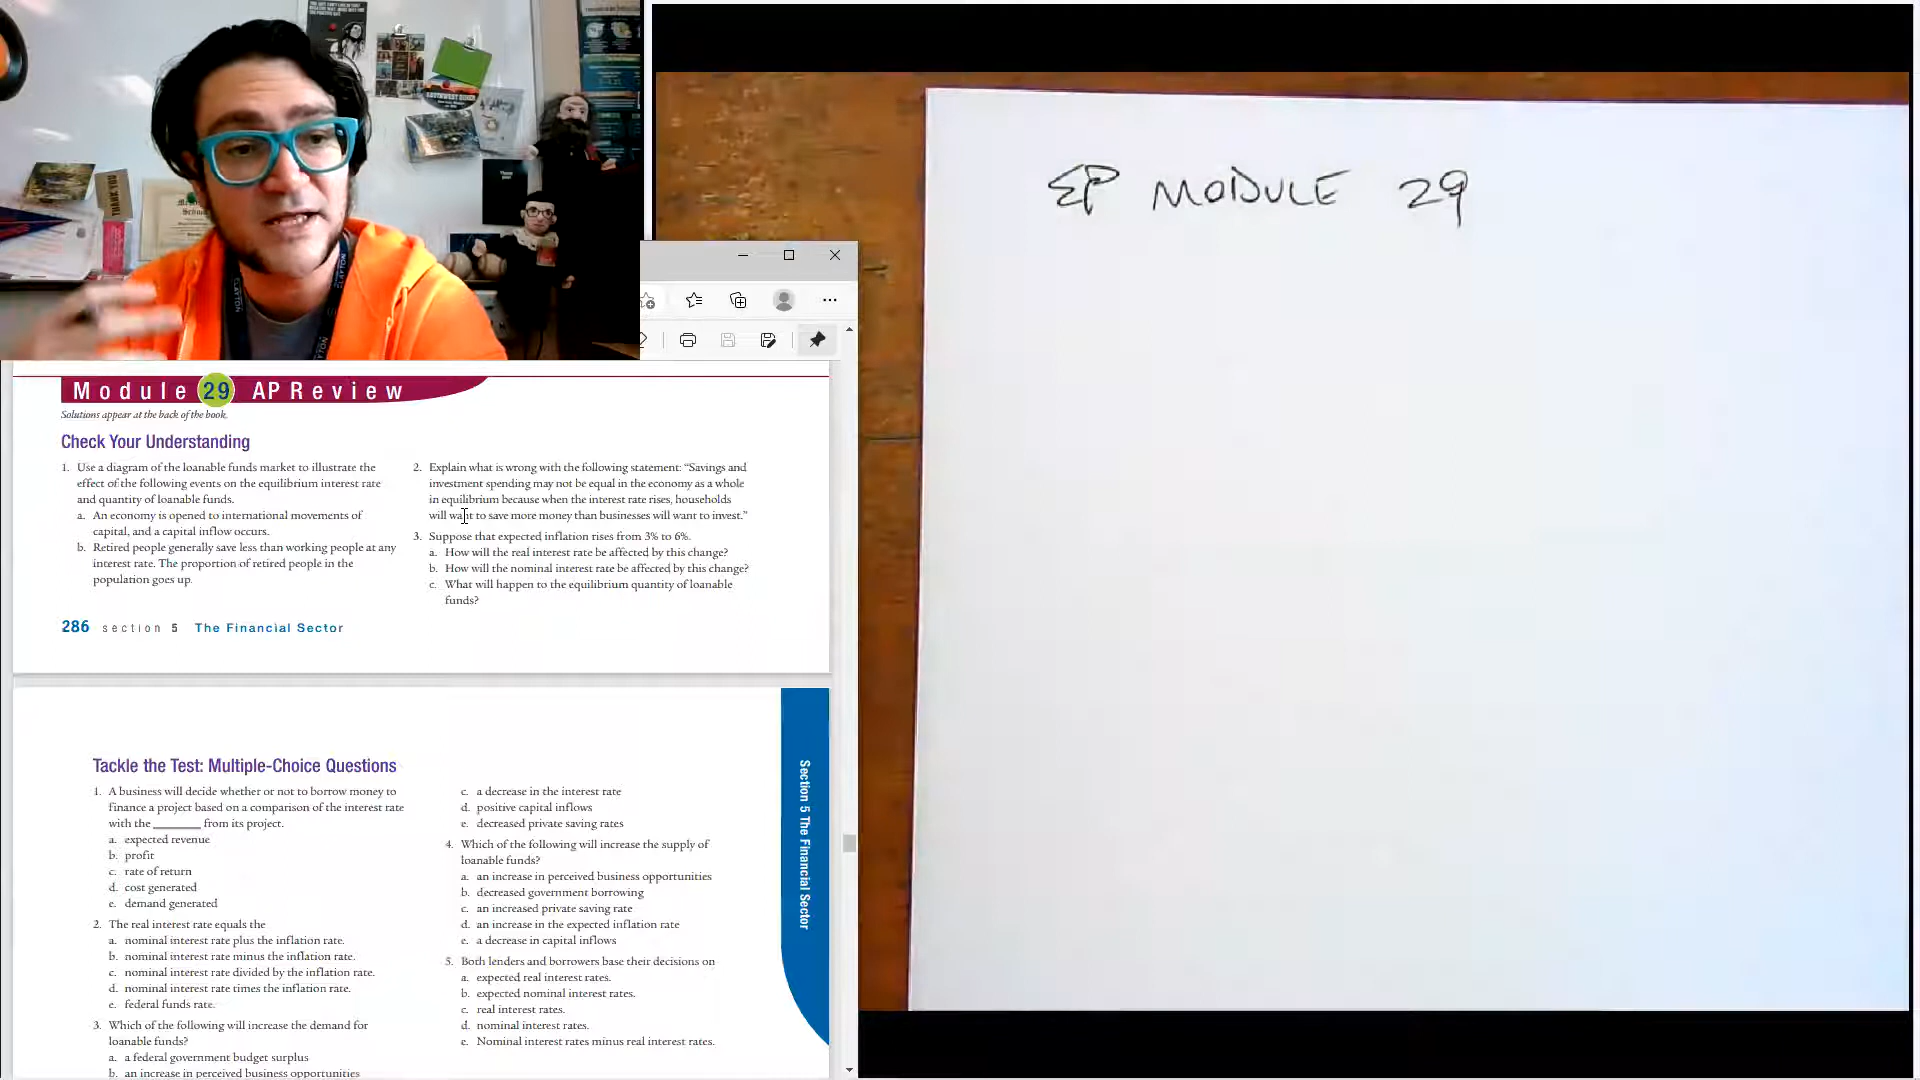 THANK YOU
CLAYTON
Module 29 AP Review
Solutions appear at the back of the book.
Check Your Understanding
1. Use a diagram of the loanable funds market to illustrate the
effect of the following events on the equilibrium interest rate
and quantity of loanable funds.
a. An economy is opened to international movements of
capital, and a capital inflow occurs.
b. Retired people generally save less than working people at any
interest rate. The proportion of retired people in the
population goes up.
2. Explain what is wrong with the following statement: “Savings and
investment spending may not be equal in the economy as a whole
in equilibrium because when the interest rate rises, households
will want to save more money than businesses will want to invest.”
3. Suppose that expected inflation rises from 3% to 6%.
a. How will the real interest rate be affected by this change?
b. How will the nominal interest rate be affected by this change?
c. What will happen to the equilibrium quantity of loanable
funds?
286 section 5 The Financial Sector
Tackle the Test: Multiple-Choice Questions
1. A business will decide whether or not to borrow money to
finance a project based on a comparison of the interest rate
with the ________ from its project.
a. expected revenue
b. profit
c. rate of return
d. cost generated
e. demand generated
2. The real interest rate equals the
a. nominal interest rate plus the inflation rate.
b. nominal interest rate minus the inflation rate.
c. nominal interest rate divided by the inflation rate.
d. nominal interest rate times the inflation rate.
e. federal funds rate.
3. Which of the following will increase the demand for
loanable funds?
a. a federal government budget surplus
b. an increase in perceived business opportunities
c. a decrease in the interest rate
d. positive capital inflows
e. decreased private saving rates
4. Which of the following will increase the supply of
loanable funds?
a. an increase in perceived business opportunities
b. decreased government borrowing
c. an increased private saving rate
d. an increase in the expected inflation rate
e. a decrease in capital inflows
5. Both lenders and borrowers base their decisions on
a. expected real interest rates.
b. expected nominal interest rates.
c. real interest rates.
d. nominal interest rates.
e. Nominal interest rates minus real interest rates.
Section 5 The Financial Sector
MODULE 29